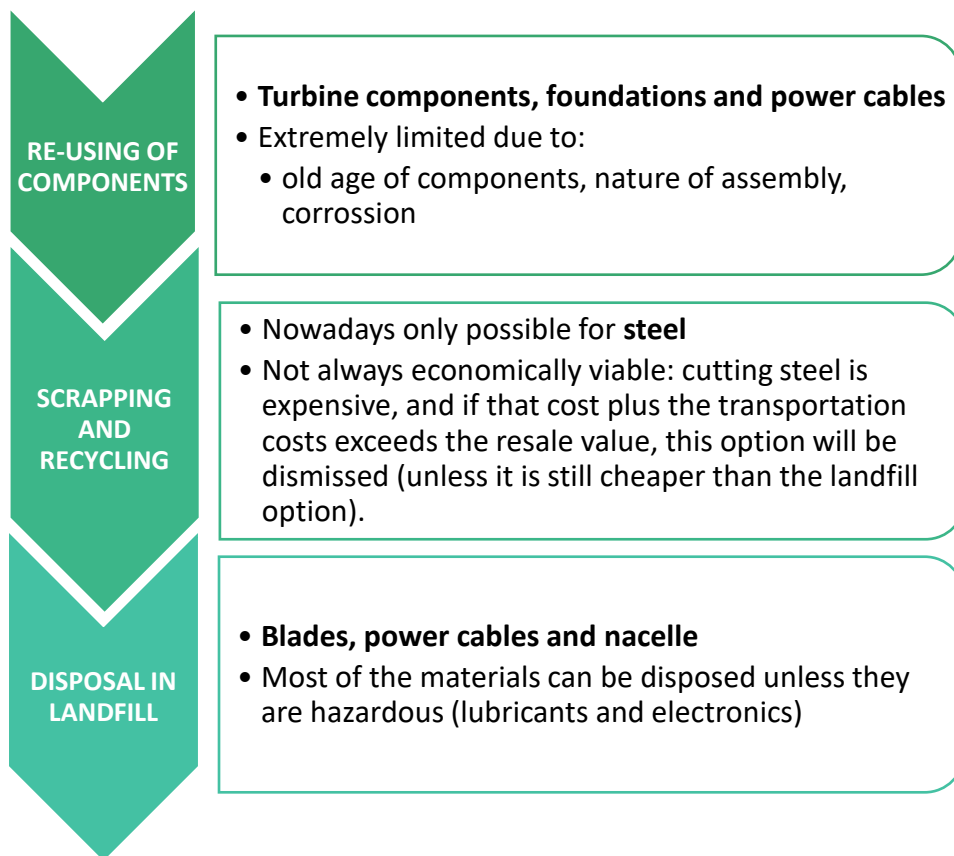 RE-USING OF
COMPONENTS
• Turbine components, foundations and power cables
• Extremely limited due to:
• old age of components, nature of assembly,
corrossion
SCRAPPING
AND
RECYCLING
• Nowadays only possible for steel
• Not always economically viable: cutting steel is
expensive, and if that cost plus the transportation
costs exceeds the resale value, this option will be
dismissed (unless it is still cheaper than the landfill
option).
DISPOSAL IN
LANDFILL
• Blades, power cables and nacelle
• Most of the materials can be disposed unless they
are hazardous (lubricants and electronics)